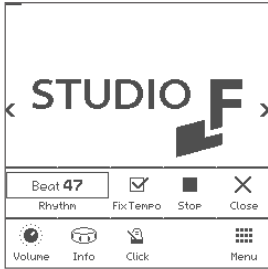 STUDIO F
Beat 47
Rhythm
FixTempo
Stop
Close
Volume
Info
Click
Menu